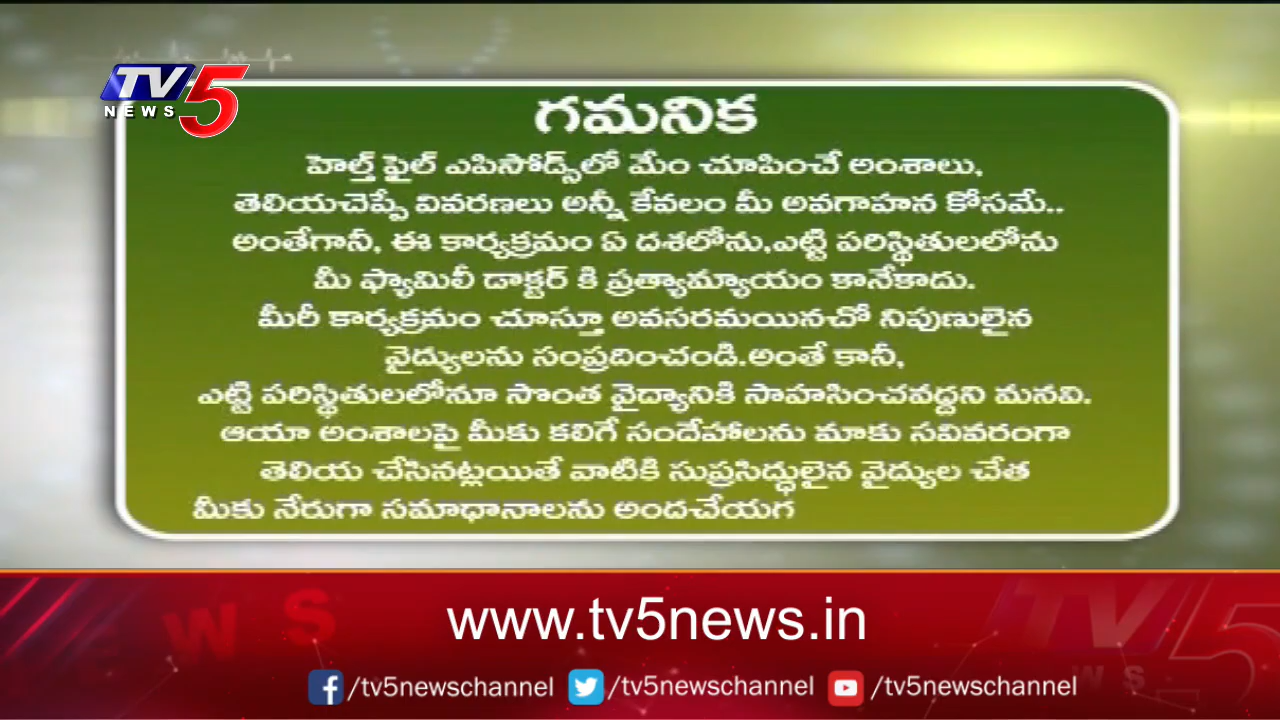 TV5
NEWS
గమనిక
హెల్త్ ఫైల్ ఎపిసోడ్స్‌లో మేం చూపించే అంశాలు,
తెలియచెప్పే వివరణలు అన్నీ కేవలం మీ అవగాహన కోసమే..
అంతేగానీ, ఈ కార్యక్రమం ఏ దశలోను,ఎట్టి పరిస్థితులలోను
మీ ఫ్యామిలీ డాక్టర్ కి ప్రత్యామ్యాయం కానేకాదు.
మీరీ కార్యక్రమం చూస్తూ అవసరమయినచో నిపుణులైన
వైద్యులను సంప్రదించండి.అంతే కానీ,
ఎట్టి పరిస్థితులలోనూ సొంత వైద్యానికి సాహసించవద్దని మనవి.
ఆయా అంశాలపై మీకు కలిగే సందేహాలను మాకు సవివరంగా
తెలియ చేసినట్లయితే వాటికి సుప్రసిద్ధులైన వైద్యుల చేత
మీకు నేరుగా సమాధానాలను అందచేయగ
www.tv5news.in
/tv5newschannel /tv5newschannel /tv5newschannel